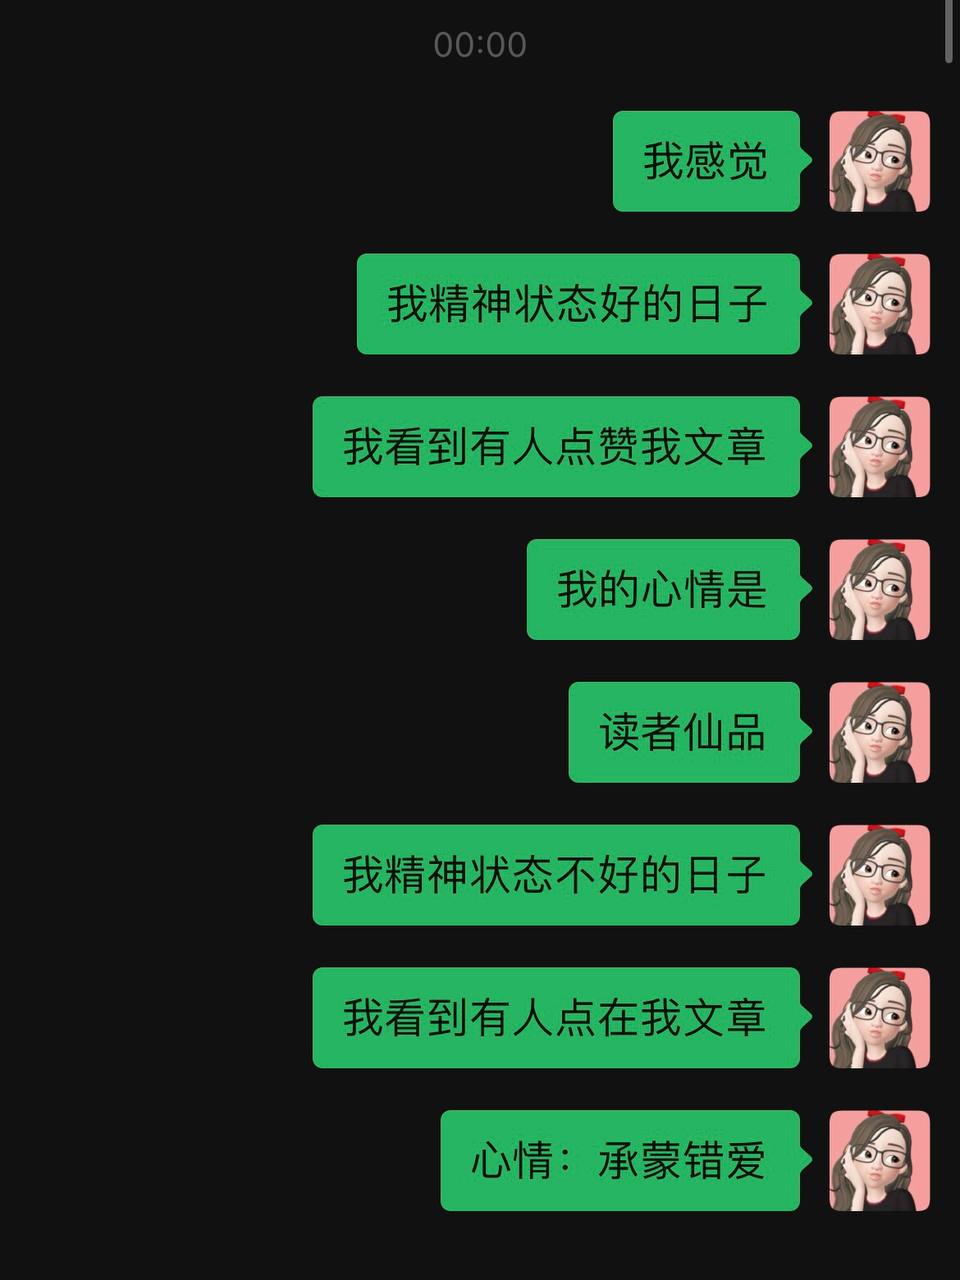 00:00
我感觉
我精神状态好的日子
我看到有人点赞我文章
我的心情是
读者仙品
我精神状态不好的日子
我看到有人点在我文章
心情：承蒙错爱